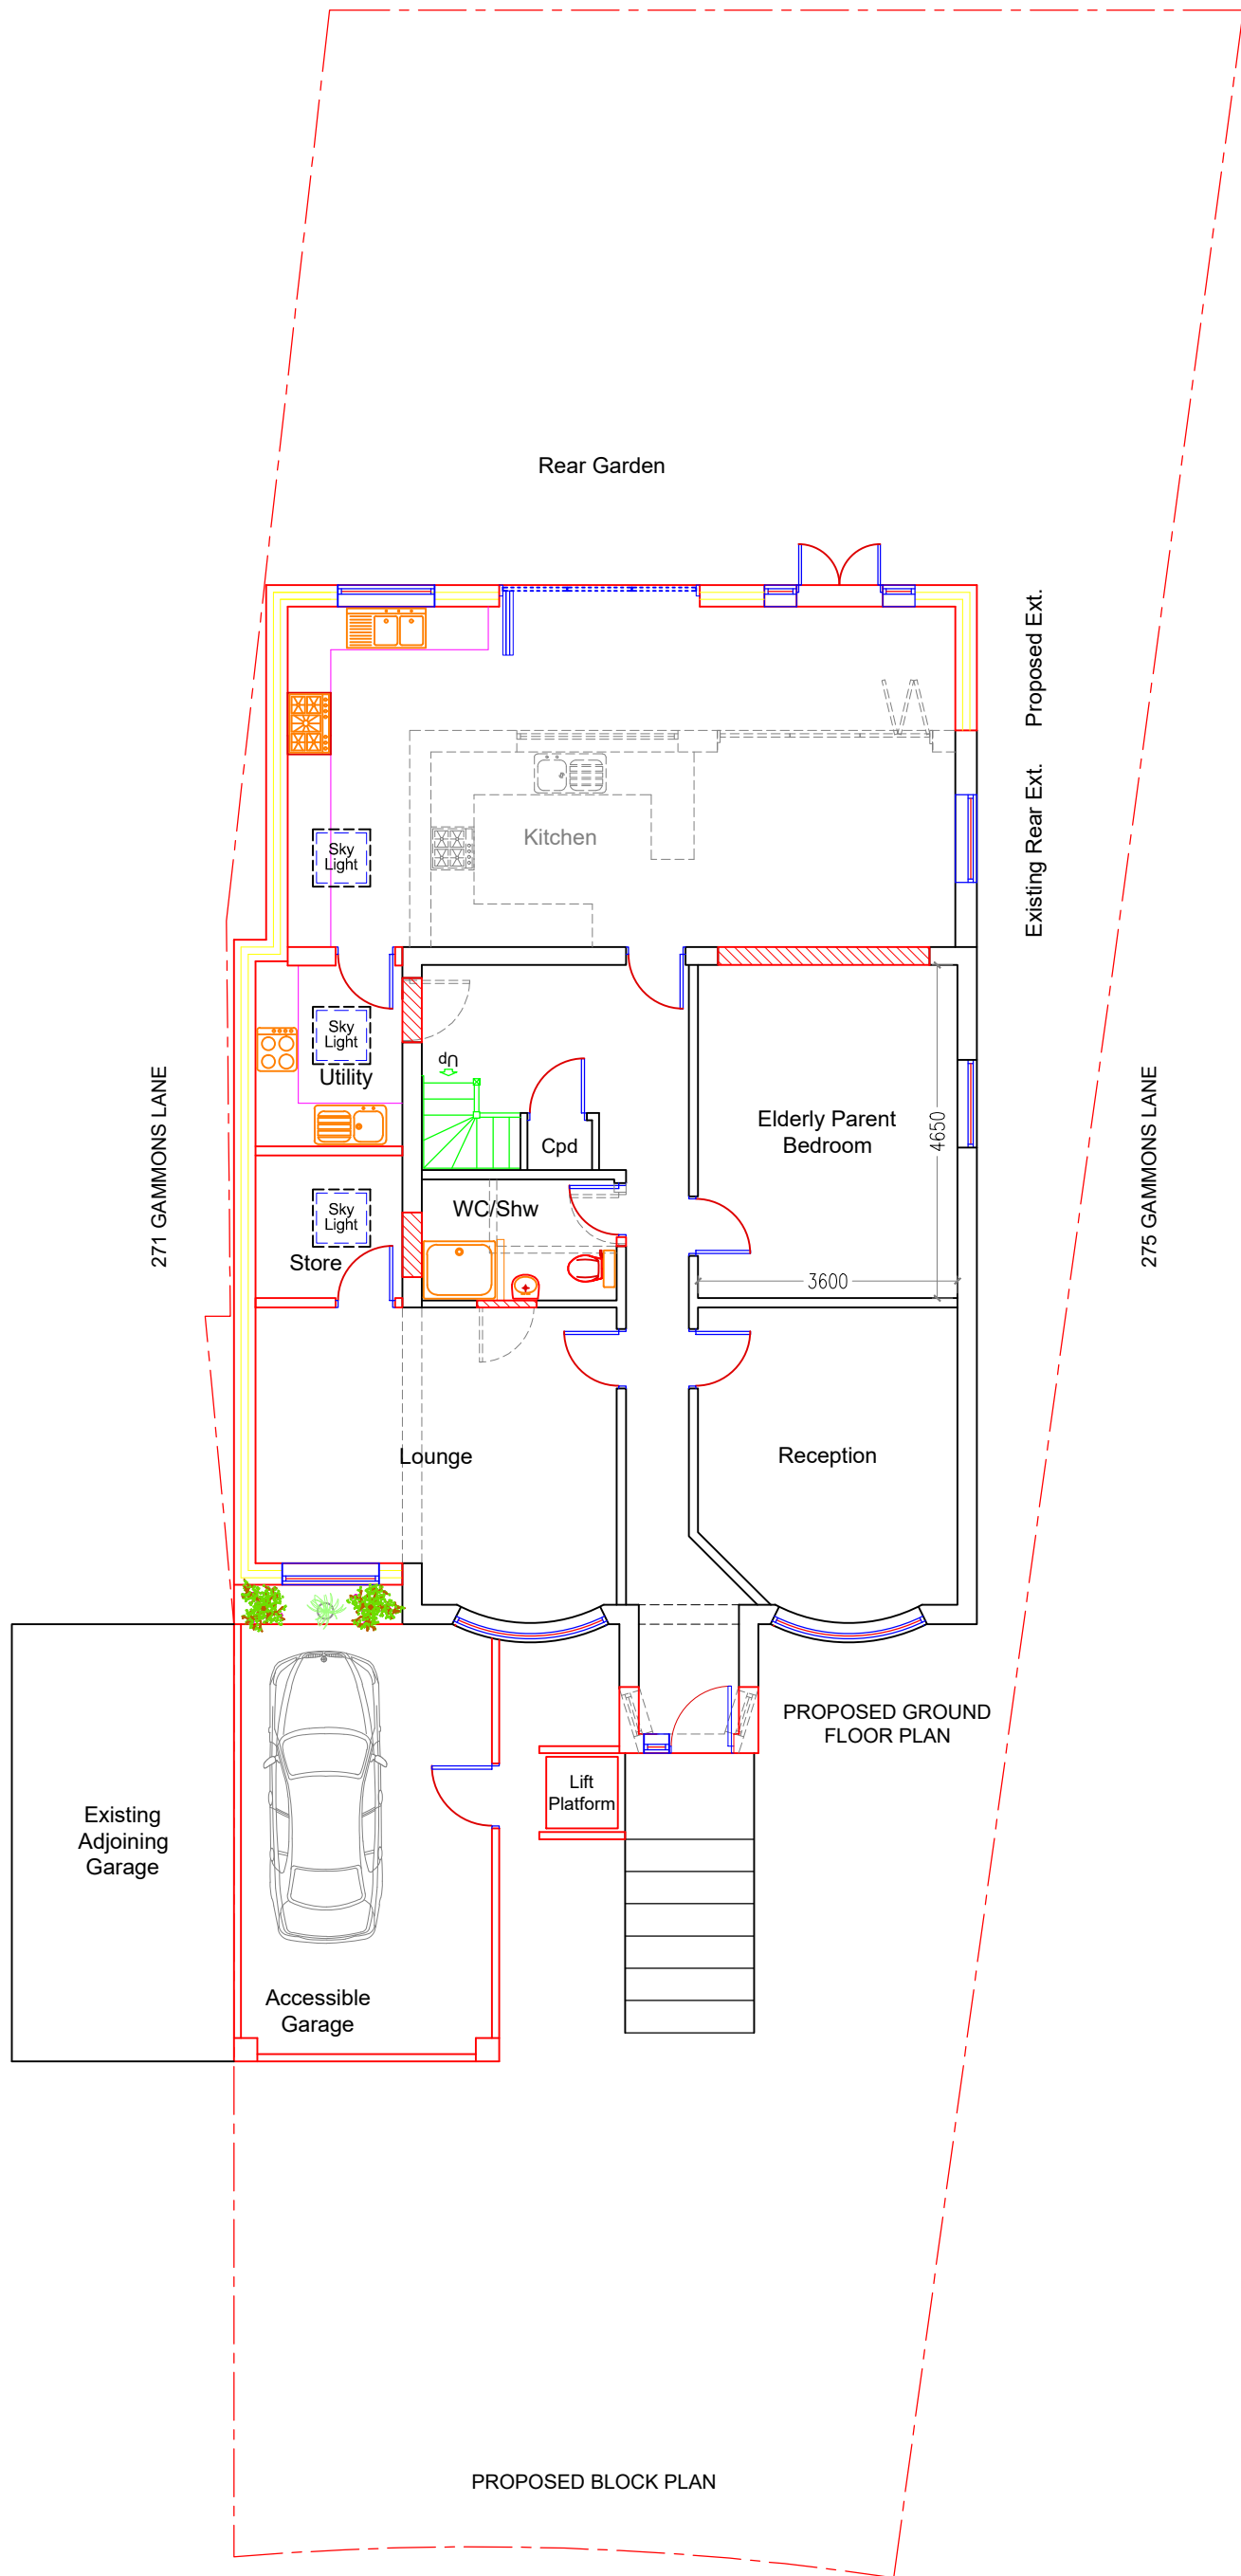 Rear Garden
Proposed Ext.
Existing Rear Ext.
Kitchen
Sky
Light
Sky
Light
Utility
Up
Cpd
Elderly Parent
Bedroom
4650
271 GAMMONS LANE
275 GAMMONS LANE
Sky
Light
WC/Shw
Store
3600
Lounge
Reception
PROPOSED GROUND
FLOOR PLAN
Lift
Platform
Existing
Adjoining
Garage
Accessible
Garage
PROPOSED BLOCK PLAN